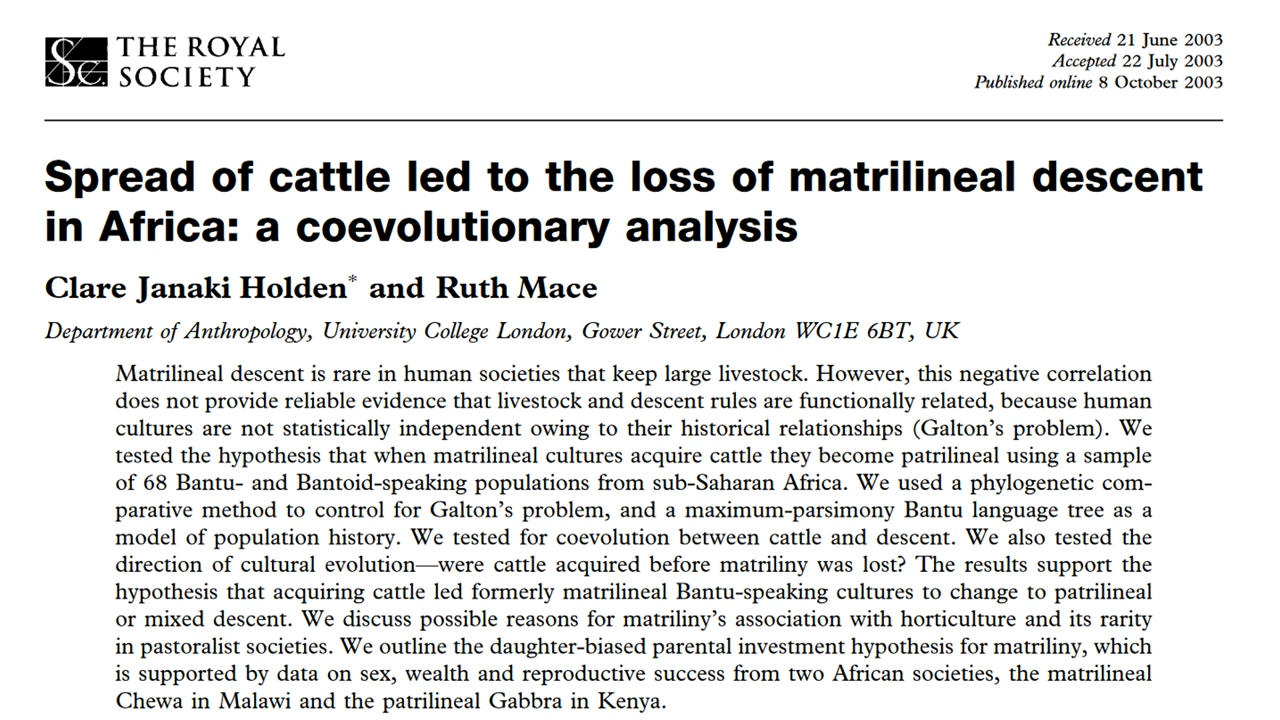 THE ROYAL
SOCIETY
Received 21 June 2003
Accepted 22 July 2003
Published online 8 October 2003
Spread of cattle led to the loss of matrilineal descent
in Africa: a coevolutionary analysis
Clare Janaki Holden* and Ruth Mace
Department of Anthropology, University College London, Gower Street, London WC1E 6BT, UK
Matrilineal descent is rare in human societies that keep large livestock. However, this negative correlation
does not provide reliable evidence that livestock and descent rules are functionally related, because human
cultures are not statistically independent owing to their historical relationships (Galton's problem). We
tested the hypothesis that when matrilineal cultures acquire cattle they become patrilineal using a sample
of 68 Bantu- and Bantoid-speaking populations from sub-Saharan Africa. We used a phylogenetic com-
parative method to control for Galton's problem, and a maximum-parsimony Bantu language tree as a
model of population history. We tested for coevolution between cattle and descent. We also tested the
direction of cultural evolution—were cattle acquired before matriliny was lost? The results support the
hypothesis that acquiring cattle led formerly matrilineal Bantu-speaking cultures to change to patrilineal
or mixed descent. We discuss possible reasons for matriliny's association with horticulture and its rarity
in pastoralist societies. We outline the daughter-biased parental investment hypothesis for matriliny, which
is supported by data on sex, wealth and reproductive success from two African societies, the matrilineal
Chewa in Malawi and the patrilineal Gabbra in Kenya.